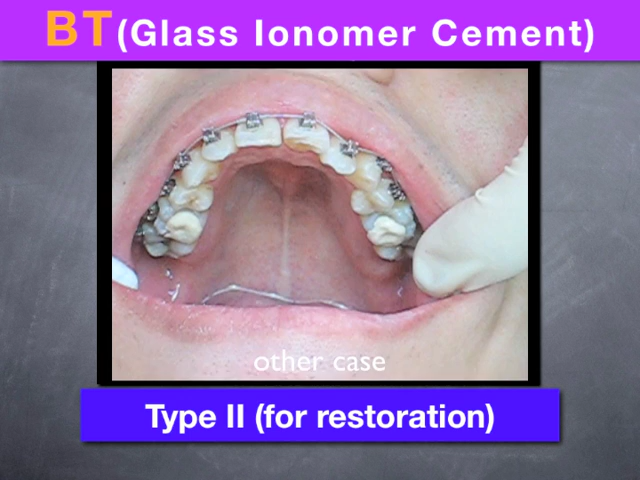 BT (Glass Ionomer Cement)
other case
Type II (for restoration)